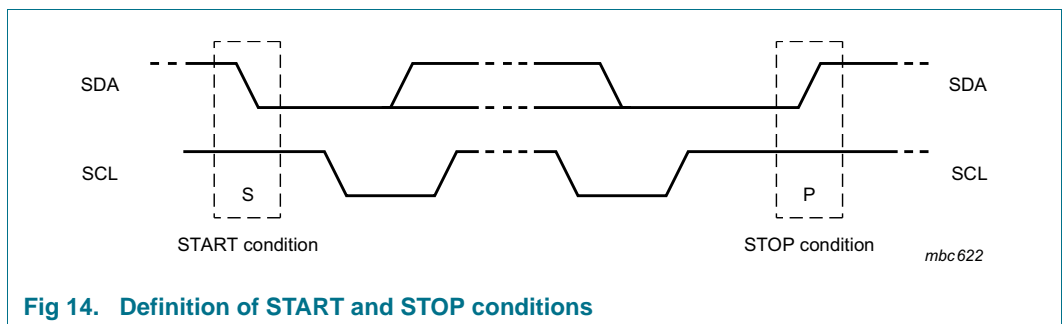 SDA SDA
SCL SCL
S P
START condition STOP condition
mbc622
Fig 14. Definition of START and STOP conditions